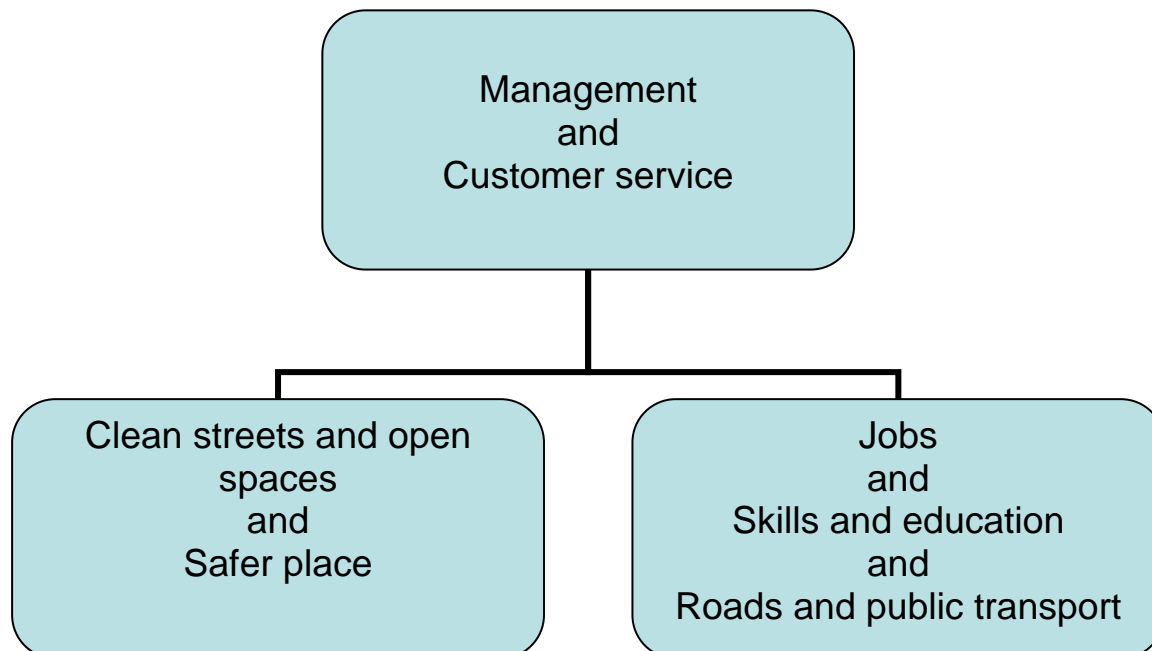 Management
and
Customer service
Clean streets and open
spaces
and
Safer place
Jobs
and
Skills and education
and
Roads and public transport